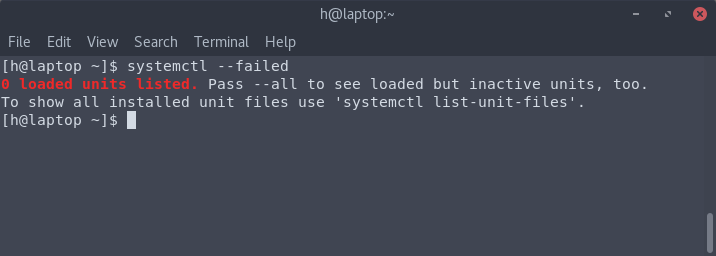 h@laptop:~
File Edit View Search Terminal Help
[h@laptop ~]$ systemctl --failed
0 loaded units listed. Pass --all to see loaded but inactive units, too.
To show all installed unit files use 'systemctl list-unit-files'.
[h@laptop ~]$